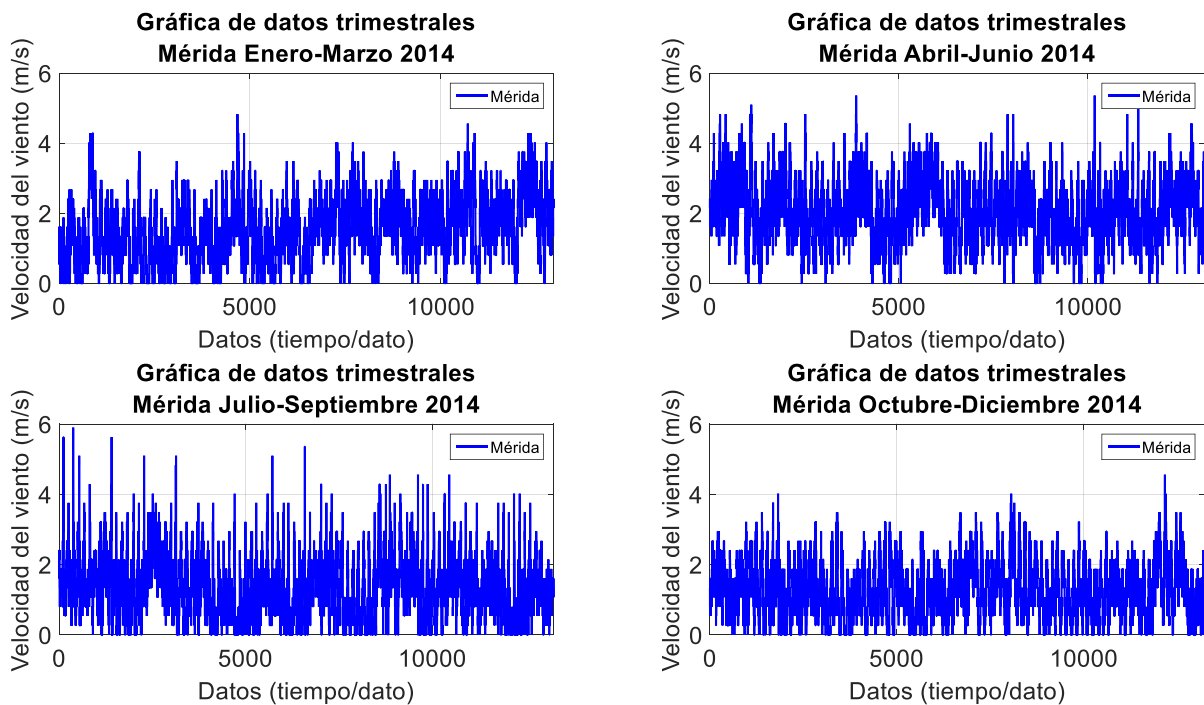 Gráfica de datos trimestrales
Mérida Enero-Marzo 2014
Velocidad del viento (m/s)
6
4
2
0
Mérida
0 5000 10000
Datos (tiempo/dato)
Gráfica de datos trimestrales
Mérida Abril-Junio 2014
Velocidad del viento (m/s)
6
4
2
0
Mérida
0 5000 10000
Datos (tiempo/dato)
Gráfica de datos trimestrales
Mérida Julio-Septiembre 2014
Velocidad del viento (m/s)
6
4
2
0
Mérida
0 5000 10000
Datos (tiempo/dato)
Gráfica de datos trimestrales
Mérida Octubre-Diciembre 2014
Velocidad del viento (m/s)
6
4
2
0
Mérida
0 5000 10000
Datos (tiempo/dato)